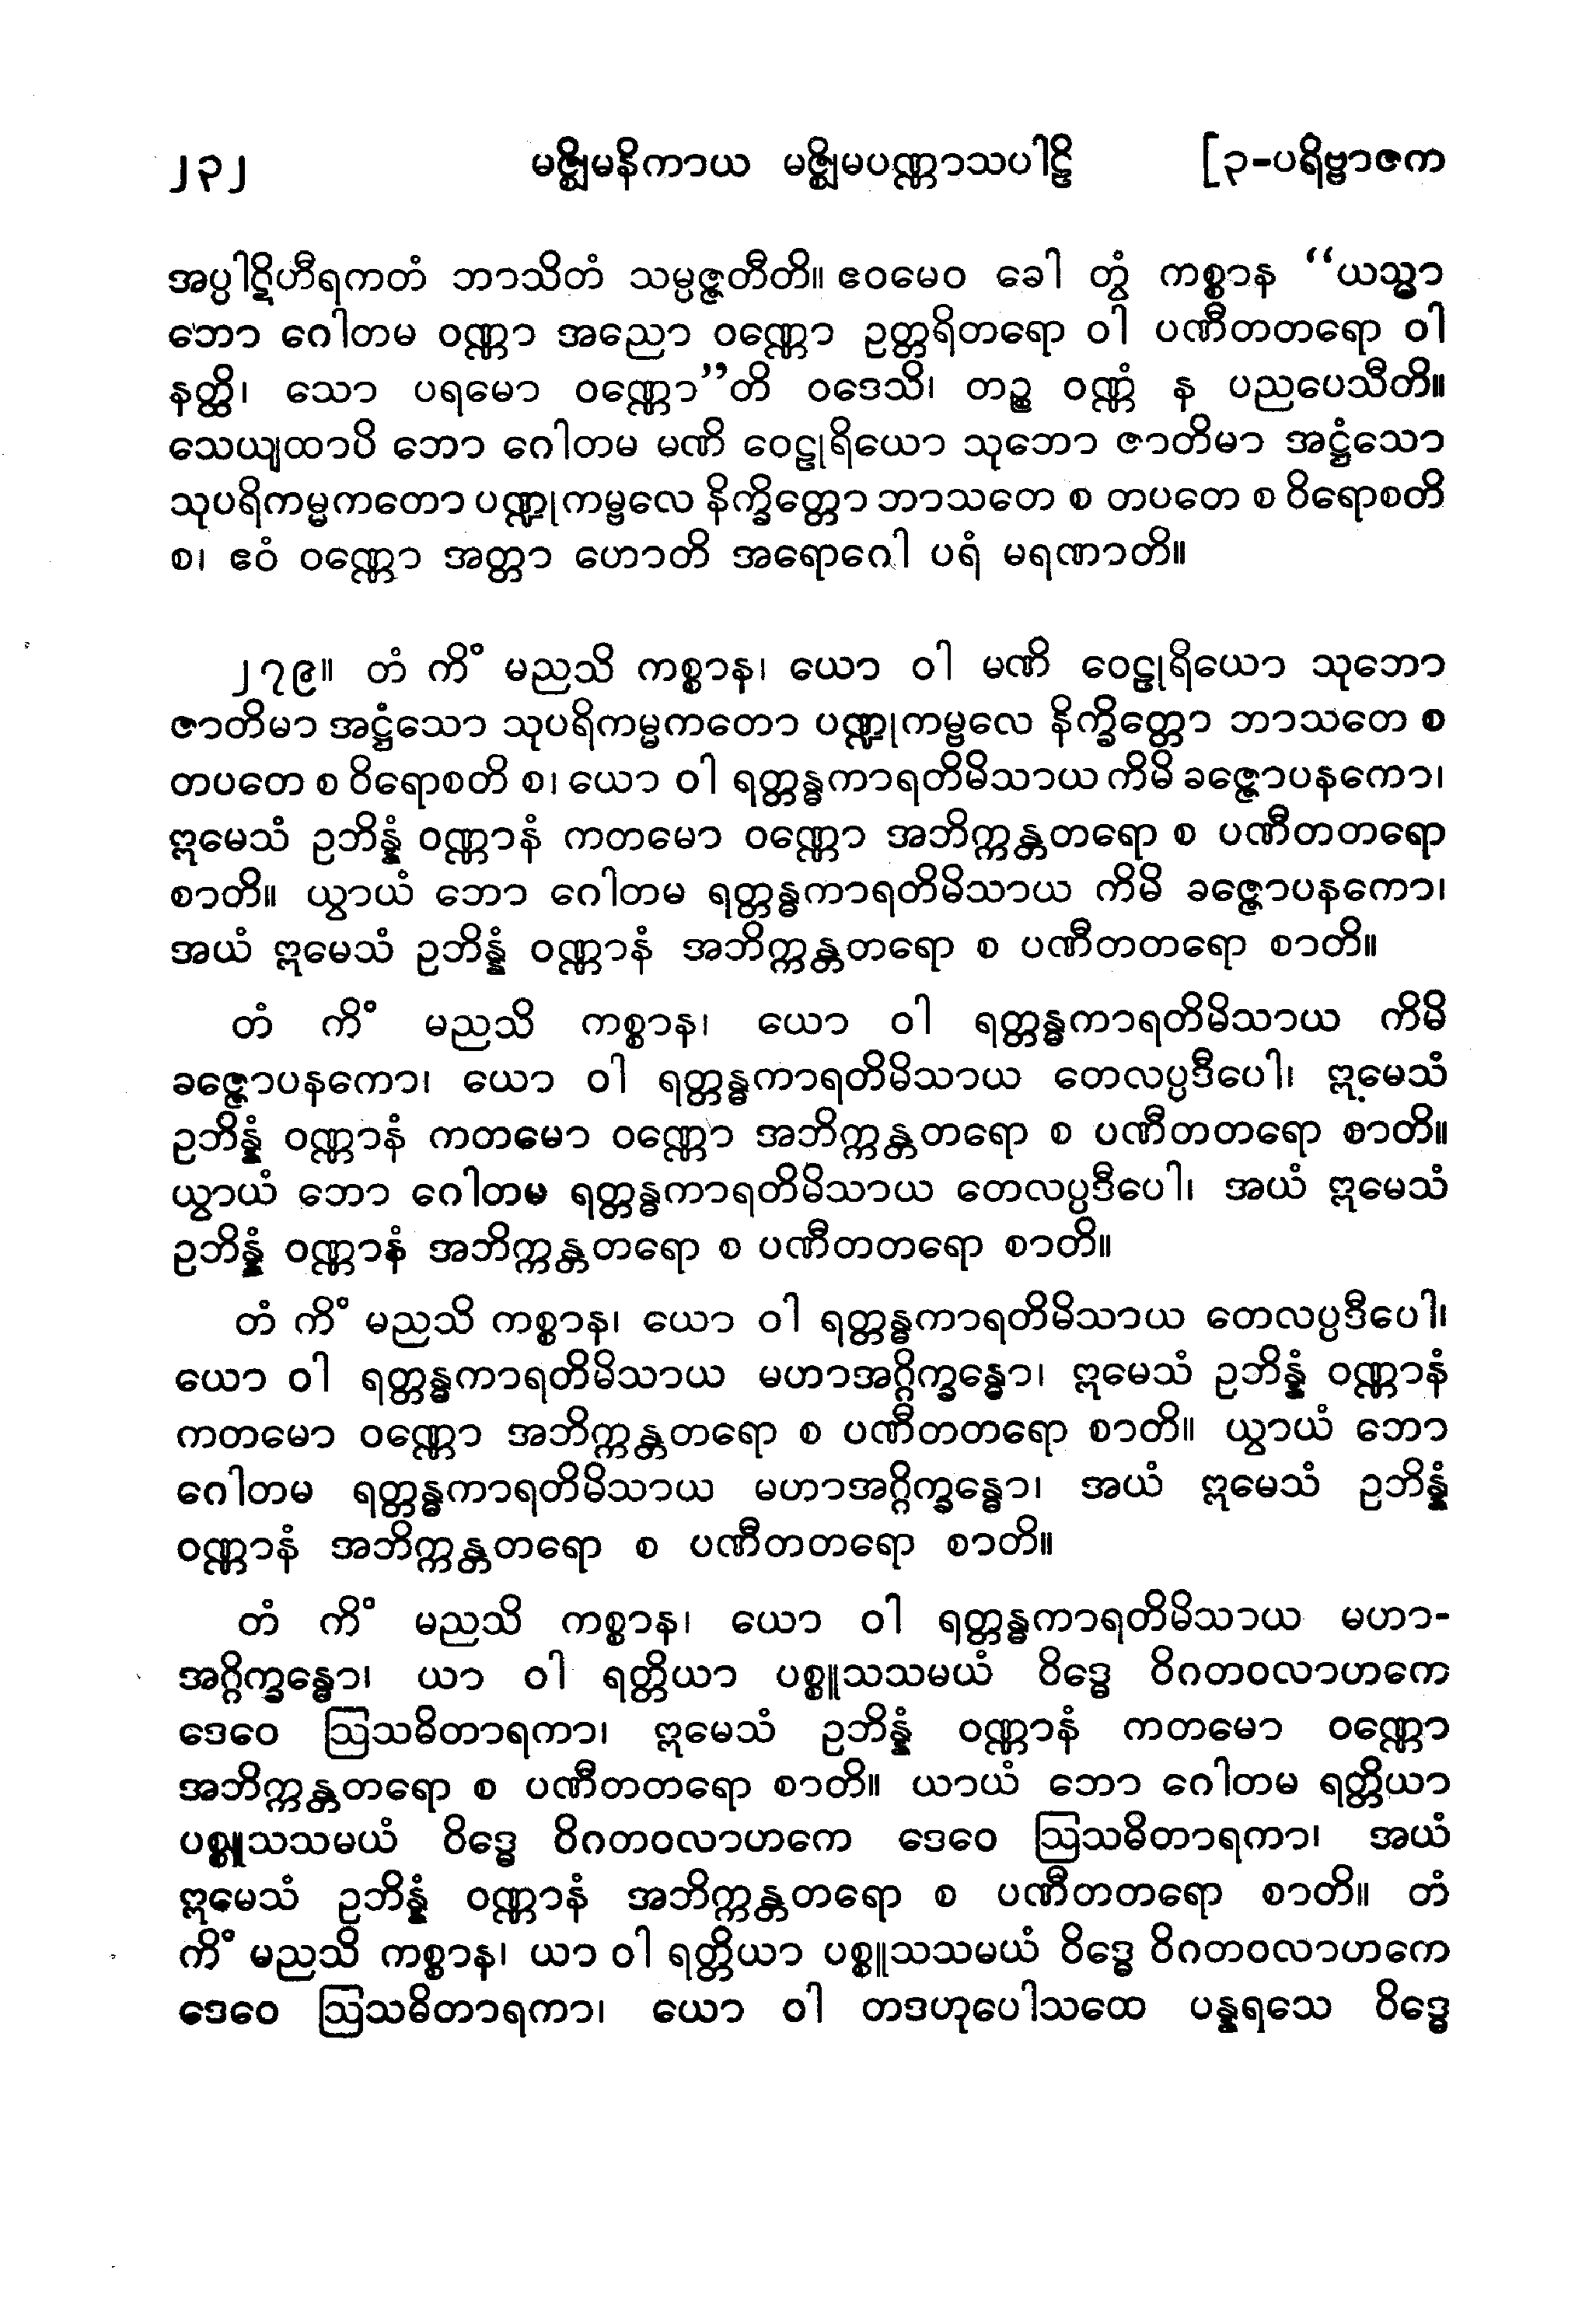 ၂၃၂ မဇ္ဈိမနိကာယ မဇ္ဈိမပဏ္ဏာသပါဠိ [၃-ပရိဗ္ဗာဇက
အပ္ပါဋိဟီရကတံ ဘာသိတံ သမ္ပဇ္ဇတီတိ။ ဧဝမေဝ ခေါ တွံ ကစ္စာန “ယသ္မာ
ဘော ဂေါတမ ဝဏ္ဏာ အညော ဝဏ္ဏော ဥတ္တရိတရော ဝါ ပဏီတတရော ဝါ
နတ္ထိ၊ သော ပရမော ဝဏ္ဏော”တိ ဝဒေသိ၊ တဉ္စ ဝဏ္ဏံ န ပညပေသီတိ။
သေယျထာပိ ဘော ဂေါတမ မဏိ ဝေဠုရိယော သုဘော ဇာတိမာ အဋ္ဌံသော
သုပရိကမ္မကတော ပဏ္ဍုကမ္ဗလေ နိက္ခိတ္တော ဘာသတေ စ တပတေ စ ဝိရောစတိ
စ၊ ဧဝံ ဝဏ္ဏော အတ္တာ ဟောတိ အရောဂေါ ပရံ မရဏာတိ။
၂၇၉။ တံ ကိံ မညသိ ကစ္စာန၊ ယော ဝါ မဏိ ဝေဠုရိယော သုဘော
ဇာတိမာ အဋ္ဌံသော သုပရိကမ္မကတော ပဏ္ဍုကမ္ဗလေ နိက္ခိတ္တော ဘာသတေ စ
တပတေ စ ဝိရောစတိ စ၊ ယော ဝါ ရတ္တန္ဓကာရတိမိသာယ ကိမိ ခဇ္ဇောပနကော၊
ဣမေသံ ဥဘိန္နံ ဝဏ္ဏာနံ ကတမော ဝဏ္ဏော အဘိက္ကန္တတရော စ ပဏီတတရော
စာတိ။ ယွာယံ ဘော ဂေါတမ ရတ္တန္ဓကာရတိမိသာယ ကိမိ ခဇ္ဇောပနကော၊
အယံ ဣမေသံ ဥဘိန္နံ ဝဏ္ဏာနံ အဘိက္ကန္တတရော စ ပဏီတတရော စာတိ။
တံ ကိံ မညသိ ကစ္စာန၊ ယော ဝါ ရတ္တန္ဓကာရတိမိသာယ ကိမိ
ခဇ္ဇောပနကော၊ ယော ဝါ ရတ္တန္ဓကာရတိမိသာယ တေလပ္ပဒီပေါ၊ ဣမေသံ
ဥဘိန္နံ ဝဏ္ဏာနံ ကတမော ဝဏ္ဏော အဘိက္ကန္တတရော စ ပဏီတတရော စာတိ။
ယွာယံ ဘော ဂေါတမ ရတ္တန္ဓကာရတိမိသာယ တေလပ္ပဒီပေါ၊ အယံ ဣမေသံ
ဥဘိန္နံ ဝဏ္ဏာနံ အဘိက္ကန္တတရော စ ပဏီတတရော စာတိ။
တံ ကိံ မညသိ ကစ္စာန၊ ယော ဝါ ရတ္တန္ဓကာရတိမိသာယ တေလပ္ပဒီပေါ၊
ယော ဝါ ရတ္တန္ဓကာရတိမိသာယ မဟာအဂ္ဂိက္ခန္ဓော၊ ဣမေသံ ဥဘိန္နံ ဝဏ္ဏာနံ
ကတမော ဝဏ္ဏော အဘိက္ကန္တတရော စ ပဏီတတရော စာတိ။ ယွာယံ ဘော
ဂေါတမ ရတ္တန္ဓကာရတိမိသာယ မဟာအဂ္ဂိက္ခန္ဓော၊ အယံ ဣမေသံ ဥဘိန္နံ
ဝဏ္ဏာနံ အဘိက္ကန္တတရော စ ပဏီတတရော စာတိ။
တံ ကိံ မညသိ ကစ္စာန၊ ယော ဝါ ရတ္တန္ဓကာရတိမိသာယ မဟာ-
အဂ္ဂိက္ခန္ဓော၊ ယာ ဝါ ရတ္တိယာ ပစ္စူသသမယံ ဝိဒ္ဓေ ဝိဂတဝလာဟကေ
ဒေဝေ ဩသဓိတာရကာ၊ ဣမေသံ ဥဘိန္နံ ဝဏ္ဏာနံ ကတမော ဝဏ္ဏော
အဘိက္ကန္တတရော စ ပဏီတတရော စာတိ။ ယာယံ ဘော ဂေါတမ ရတ္တိယာ
ပစ္စူသသမယံ ဝိဒ္ဓေ ဝိဂတဝလာဟကေ ဒေဝေ ဩသဓိတာရကာ၊ အယံ
ဣမေသံ ဥဘိန္နံ ဝဏ္ဏာနံ အဘိက္ကန္တတရော စ ပဏီတတရော စာတိ။ တံ
ကိံ မညသိ ကစ္စာန၊ ယာ ဝါ ရတ္တိယာ ပစ္စူသသမယံ ဝိဒ္ဓေ ဝိဂတဝလာဟကေ
ဒေဝေ ဩသဓိတာရကာ၊ ယော ဝါ တဒဟုပေါသထေ ပန္နရသေ ဝိဒ္ဓေ